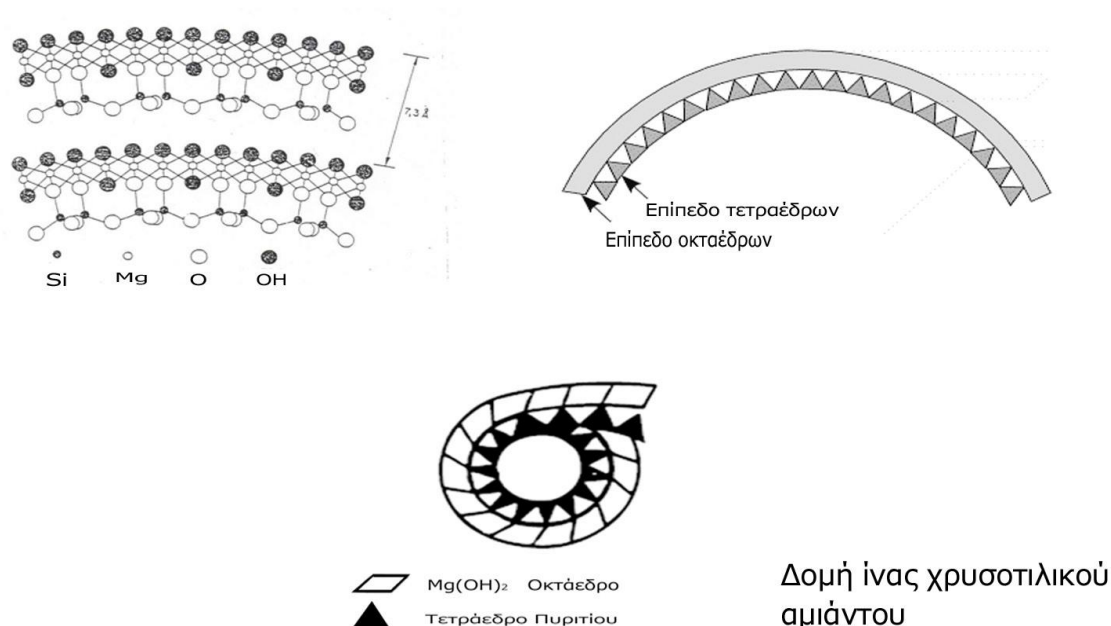 7,3 Å
Si Mg O OH
Επίπεδο τετραέδρων
Επίπεδο οκταέδρων
Mg(OH)₂ Οκτάεδρο
Τετράεδρο Πυριτίου
Δομή ίνας χρυσοτιλικού
αμιάντου